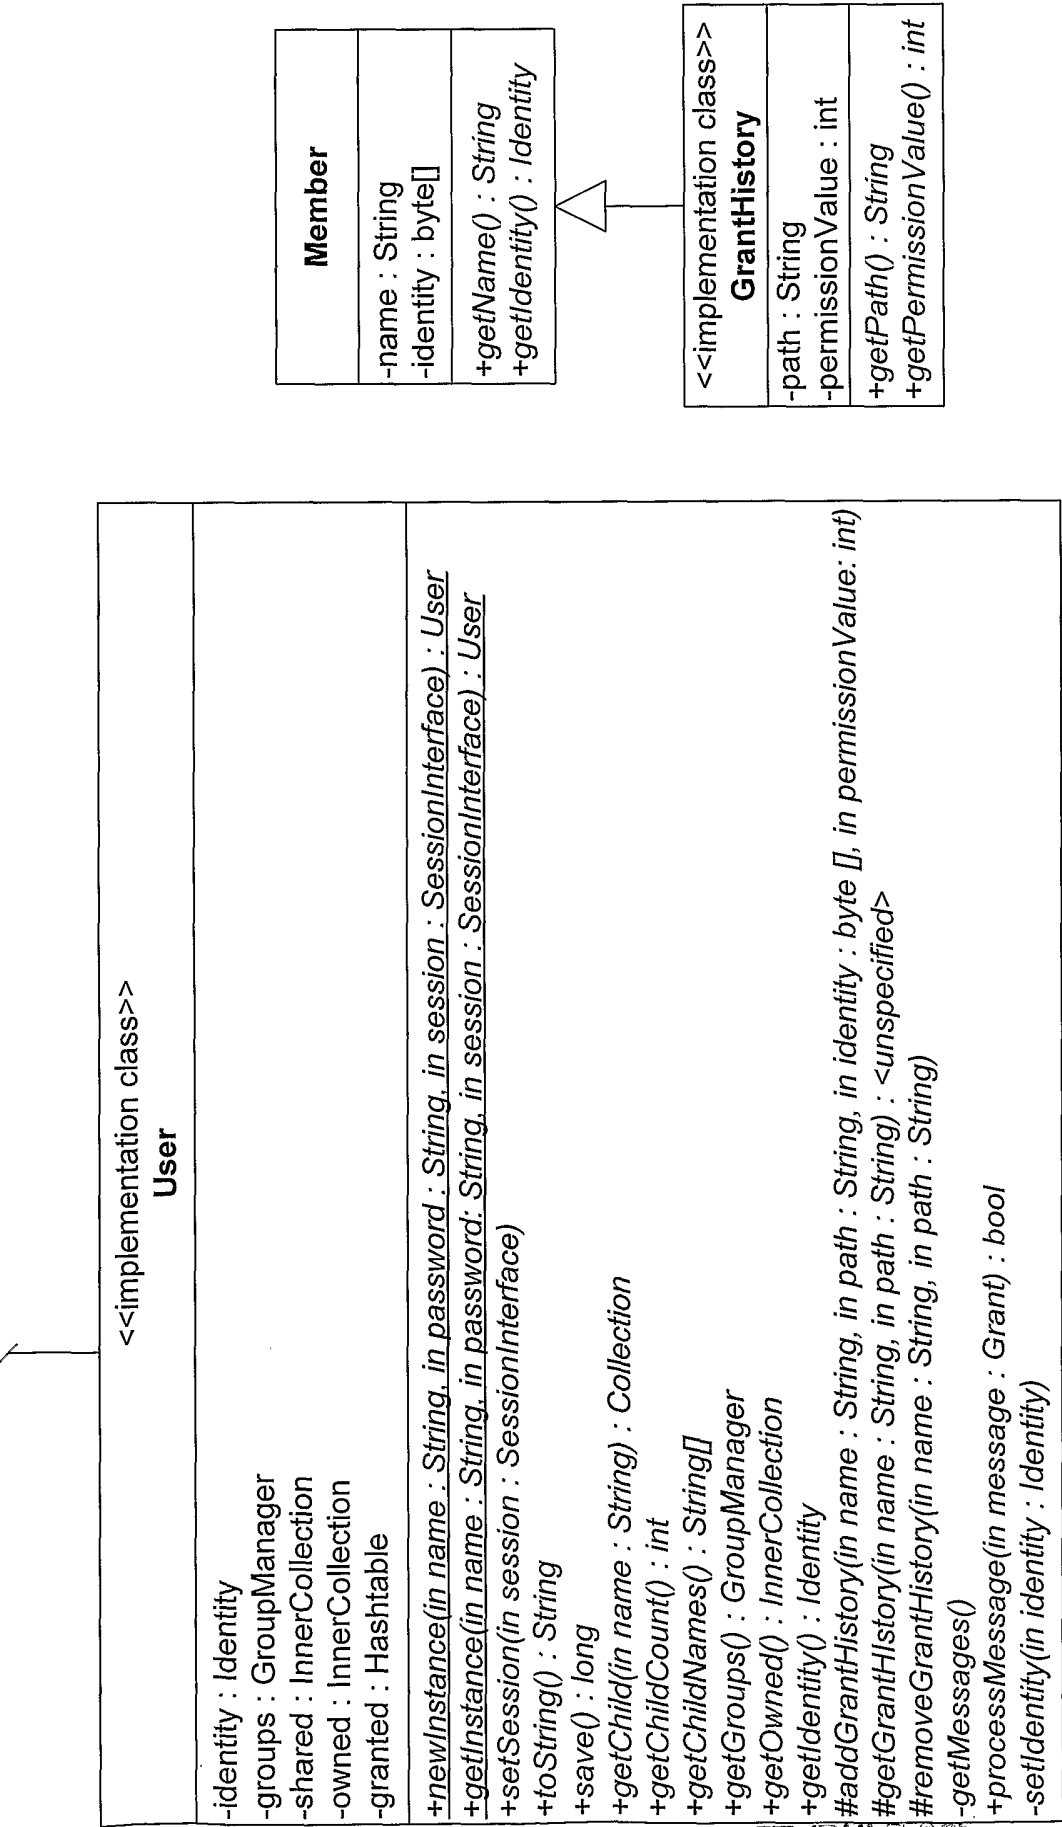 <<implementation class>>
User
-identity : Identity
-groups : GroupManager
-shared : InnerCollection
-owned : InnerCollection
-granted : Hashtable
+newInstance(in name : String, in password : String, in session : SessionInterface) : User
+getInstance(in name : String, in password: String, in session : SessionInterface) : User
+setSession(in session : SessionInterface)
+toString() : String
+save() : long
+getChild(in name : String) : Collection
+getChildCount() : int
+getChildNames() : String[]
+getGroups() : GroupManager
+getOwned() : InnerCollection
+getIdentity() : Identity
#addGrantHistory(in name : String, in path : String, in identity : byte [], in permissionValue: int)
#getGrantHIstory(in name : String, in path : String) : <unspecified>
#removeGrantHistory(in name : String, in path : String)
-getMessages()
+processMessage(in message : Grant) : bool
-setIdentity(in identity : Identity)
Member
-name : String
-identity : byte[]
+getName() : String
+getIdentity() : Identity
<<implementation class>>
GrantHistory
-path : String
-permissionValue : int
+getPath() : String
+getPermissionValue() : int